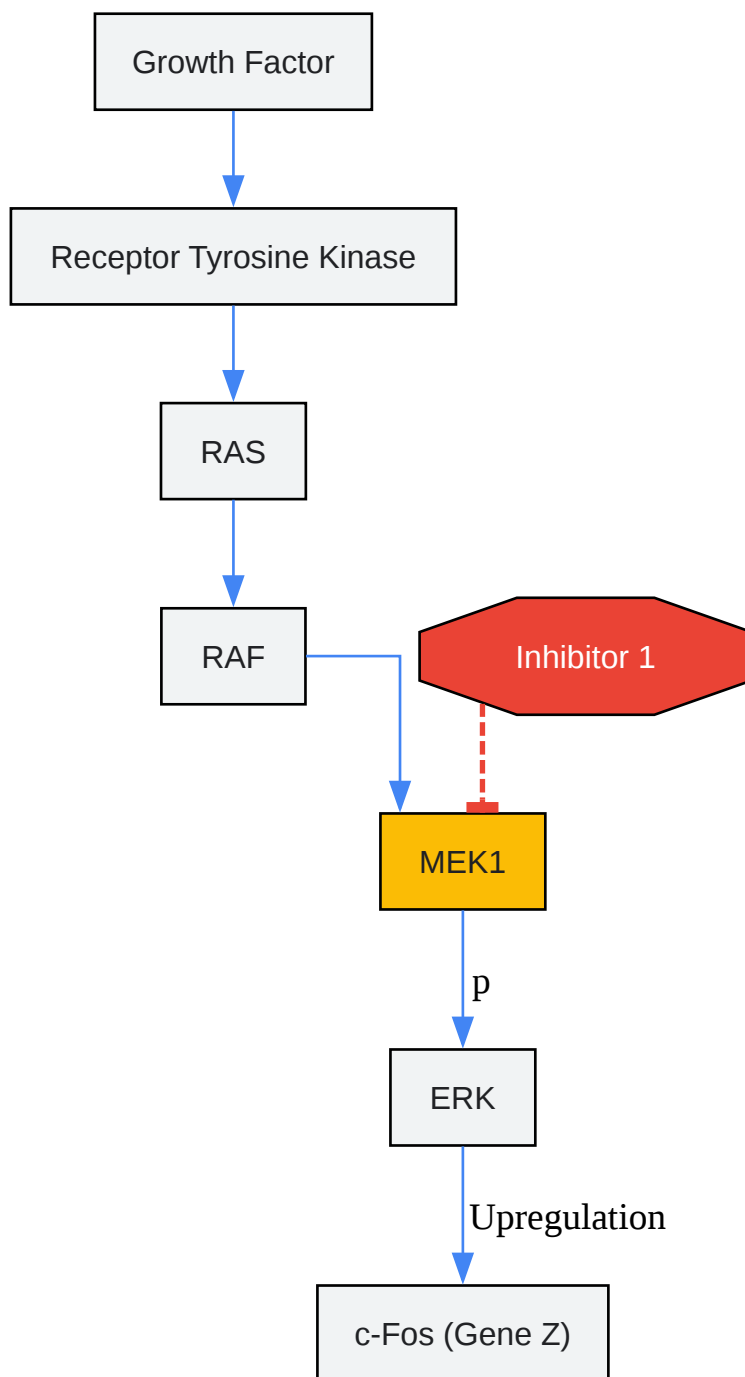 Growth Factor
Receptor Tyrosine Kinase
RAS
RAF
Inhibitor 1
MEK1
p
ERK
Upregulation
c-Fos (Gene Z)